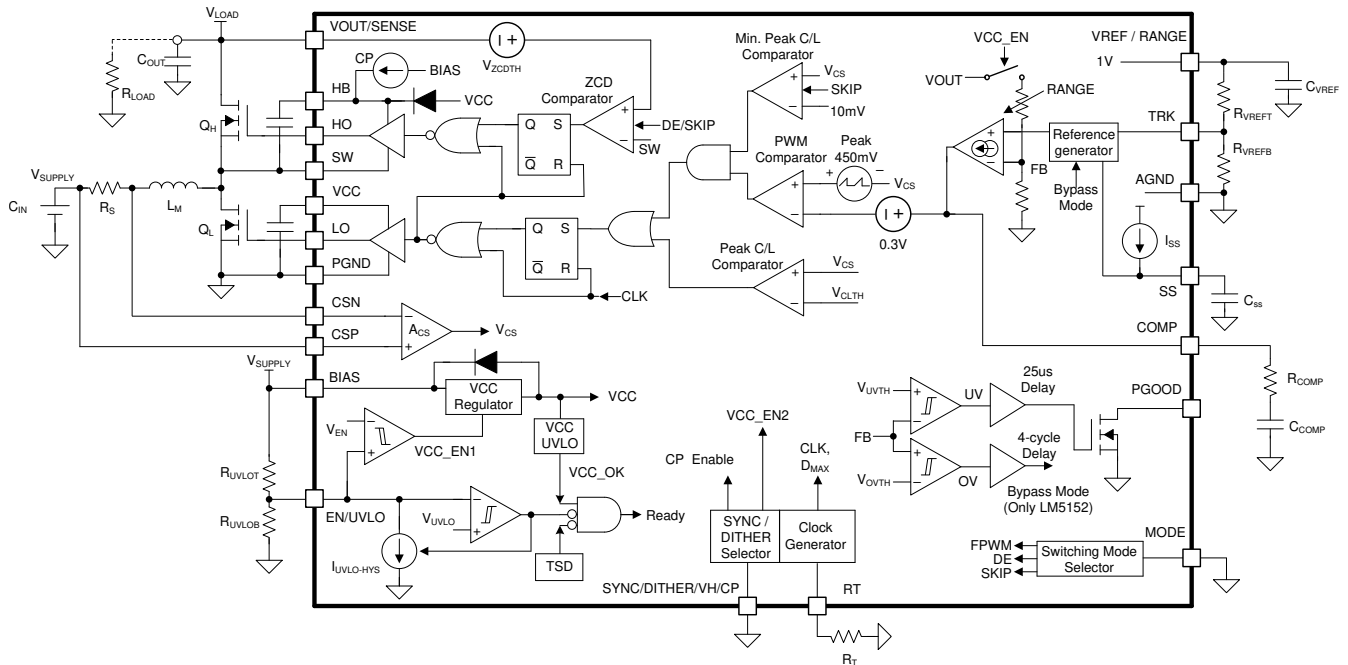 VLOAD
VOUT/SENSE
COUT
RLOAD
VZCDTH
CP
BIAS
HB
VCC
ZCD
Comparator
HO
QH
SW
DE/SKIP
SW
Q S
Q R
VSUPPLY
RS
LM
CIN
VCC
QL
LO
PGND
Q S
Q R
CLK
CSN
CSP
ACS
VCS
Min. Peak C/L
Comparator
VCS
SKIP
10mV
PWM
Comparator
Peak
450mV
VCS
0.3V
Peak C/L
Comparator
VCS
VCLTH
VCC_EN
VOUT
RANGE
FB
Reference
generator
Bypass
Mode
ISS
VREF / RANGE
1V
TRK
AGND
SS
COMP
CVREF
RVREFT
RVREFB
Css
RCOMP
CCOMP
VSUPPLY
BIAS
VCC
Regulator
VCC
VEN
VCC_EN1
VCC
UVLO
VCC_OK
RUVLOT
RUVLOB
EN/UVLO
VUVLO
IUVLO-HYS
TSD
Ready
VCC_EN2
CP Enable
CLK,
DMAX
SYNC /
DITHER
Selector
Clock
Generator
SYNC/DITHER/VH/CP
RT
RT
VUVTH
FB
VOVTH
UV
OV
25us
Delay
4-cycle
Delay
Bypass Mode
(Only LM5152)
PGOOD
MODE
FPWM
DE
SKIP
Switching Mode
Selector